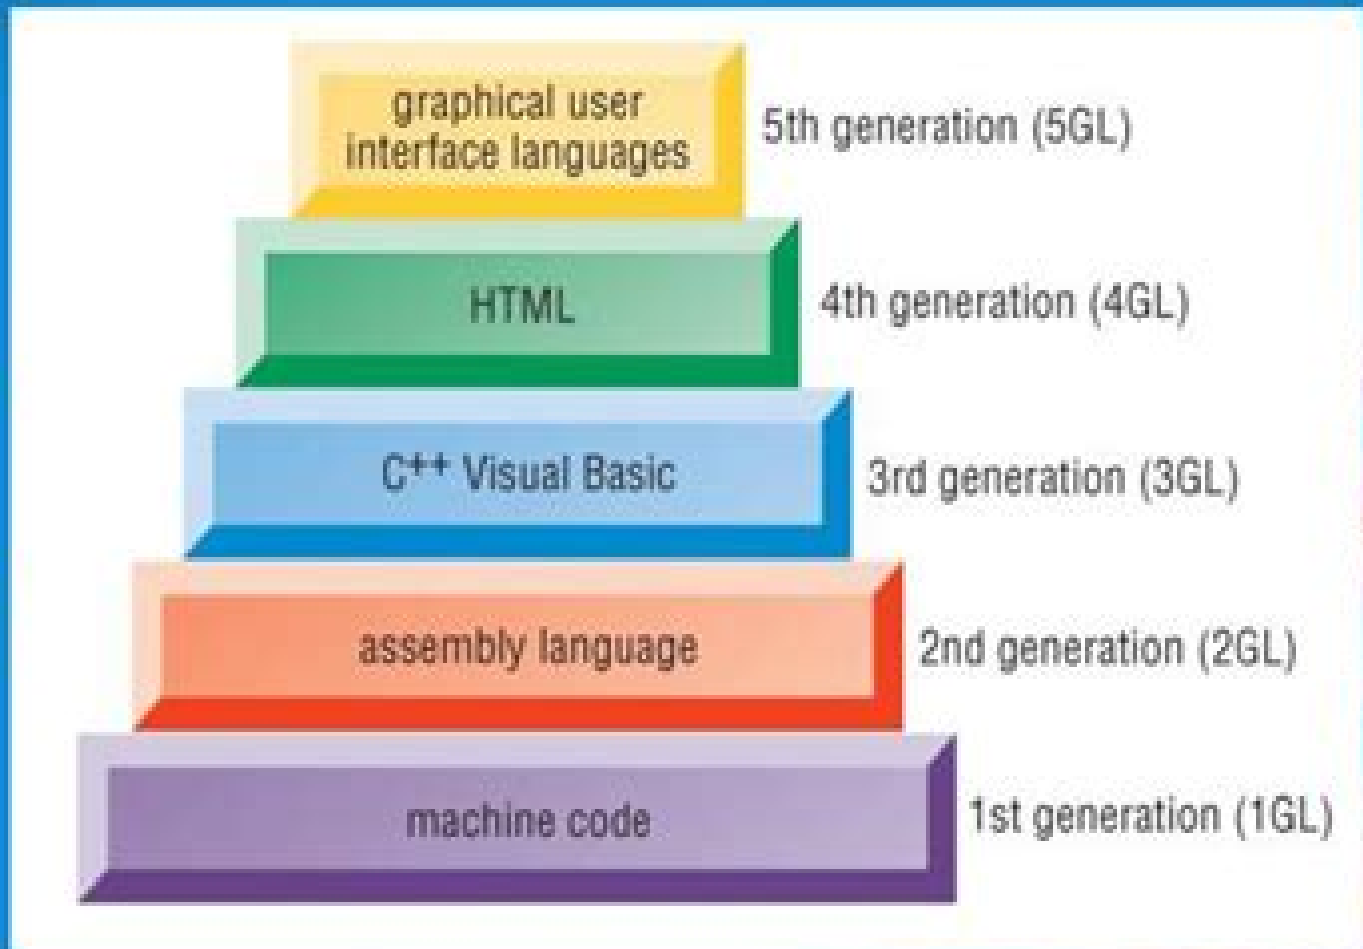 graphical user
interface languages
5th generation (5GL)
HTML
4th generation (4GL)
C++ Visual Basic
3rd generation (3GL)
assembly language
2nd generation (2GL)
machine code
1st generation (1GL)